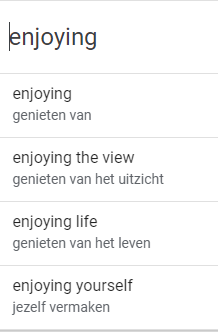 enjoying
enjoying
genieten van
enjoying the view
genieten van het uitzicht
enjoying life
genieten van het leven
enjoying yourself
jezelf vermaken